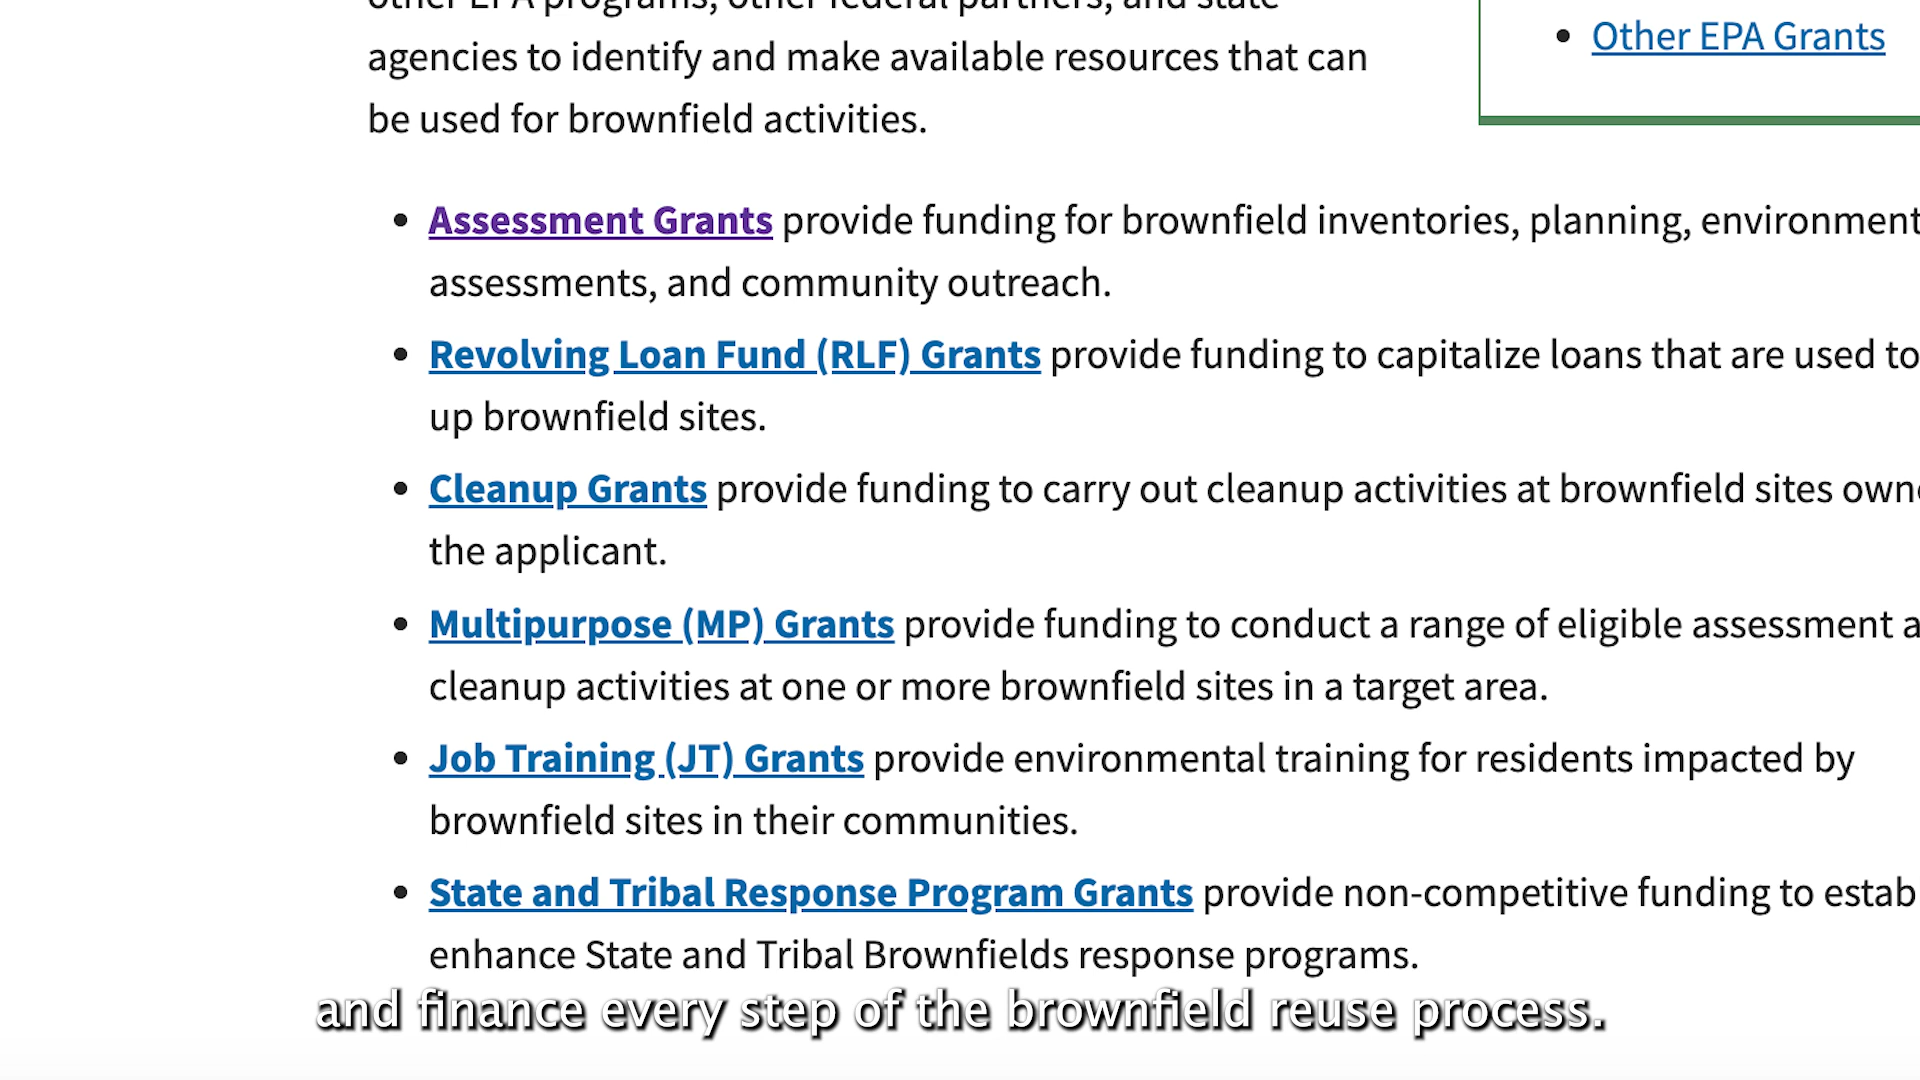 other EPA programs, other federal partners, and state
agencies to identify and make available resources that can
be used for brownfield activities.
Other EPA Grants
Assessment Grants provide funding for brownfield inventories, planning, environment
assessments, and community outreach.
Revolving Loan Fund (RLF) Grants provide funding to capitalize loans that are used to
up brownfield sites.
Cleanup Grants provide funding to carry out cleanup activities at brownfield sites own
the applicant.
Multipurpose (MP) Grants provide funding to conduct a range of eligible assessment a
cleanup activities at one or more brownfield sites in a target area.
Job Training (JT) Grants provide environmental training for residents impacted by
brownfield sites in their communities.
State and Tribal Response Program Grants provide non-competitive funding to estab
enhance State and Tribal Brownfields response programs.
and finance every step of the brownfield reuse process.